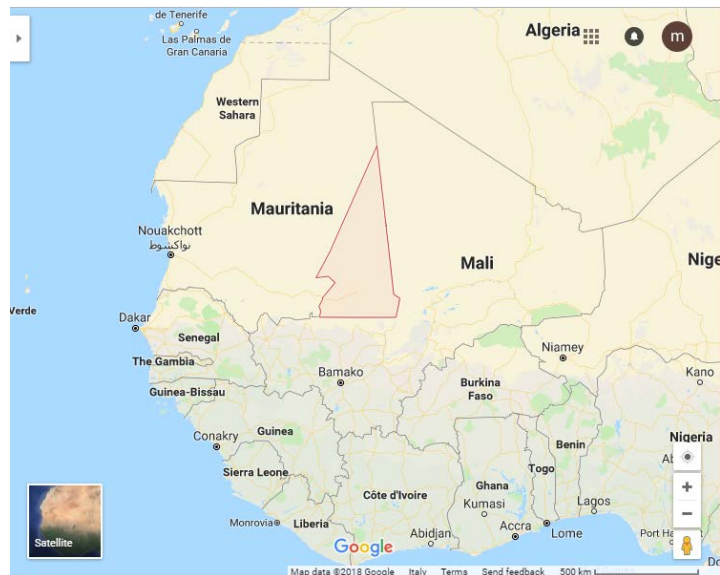 de Tenerife
Las Palmas de
Gran Canaria
Algeria
m
Western
Sahara
Mauritania
Nouakchott
نواكشوط
Mali
Nige
Verde
Dakar
Senegal
The Gambia
Niamey
Bamako
Kano
Guinea-Bissau
Burkina
Faso
Guinea
Benin
Conakry
Nigeria
Ab
Sierra Leone
Togo
Ghana
Côte d'Ivoire
Kumasi
Lagos
Monrovia
Liberia
Accra
Lome
Abidjan
Port Har
Satellite
Google
Do
Map data ©2018 Google Italy Terms Send feedback 500 km